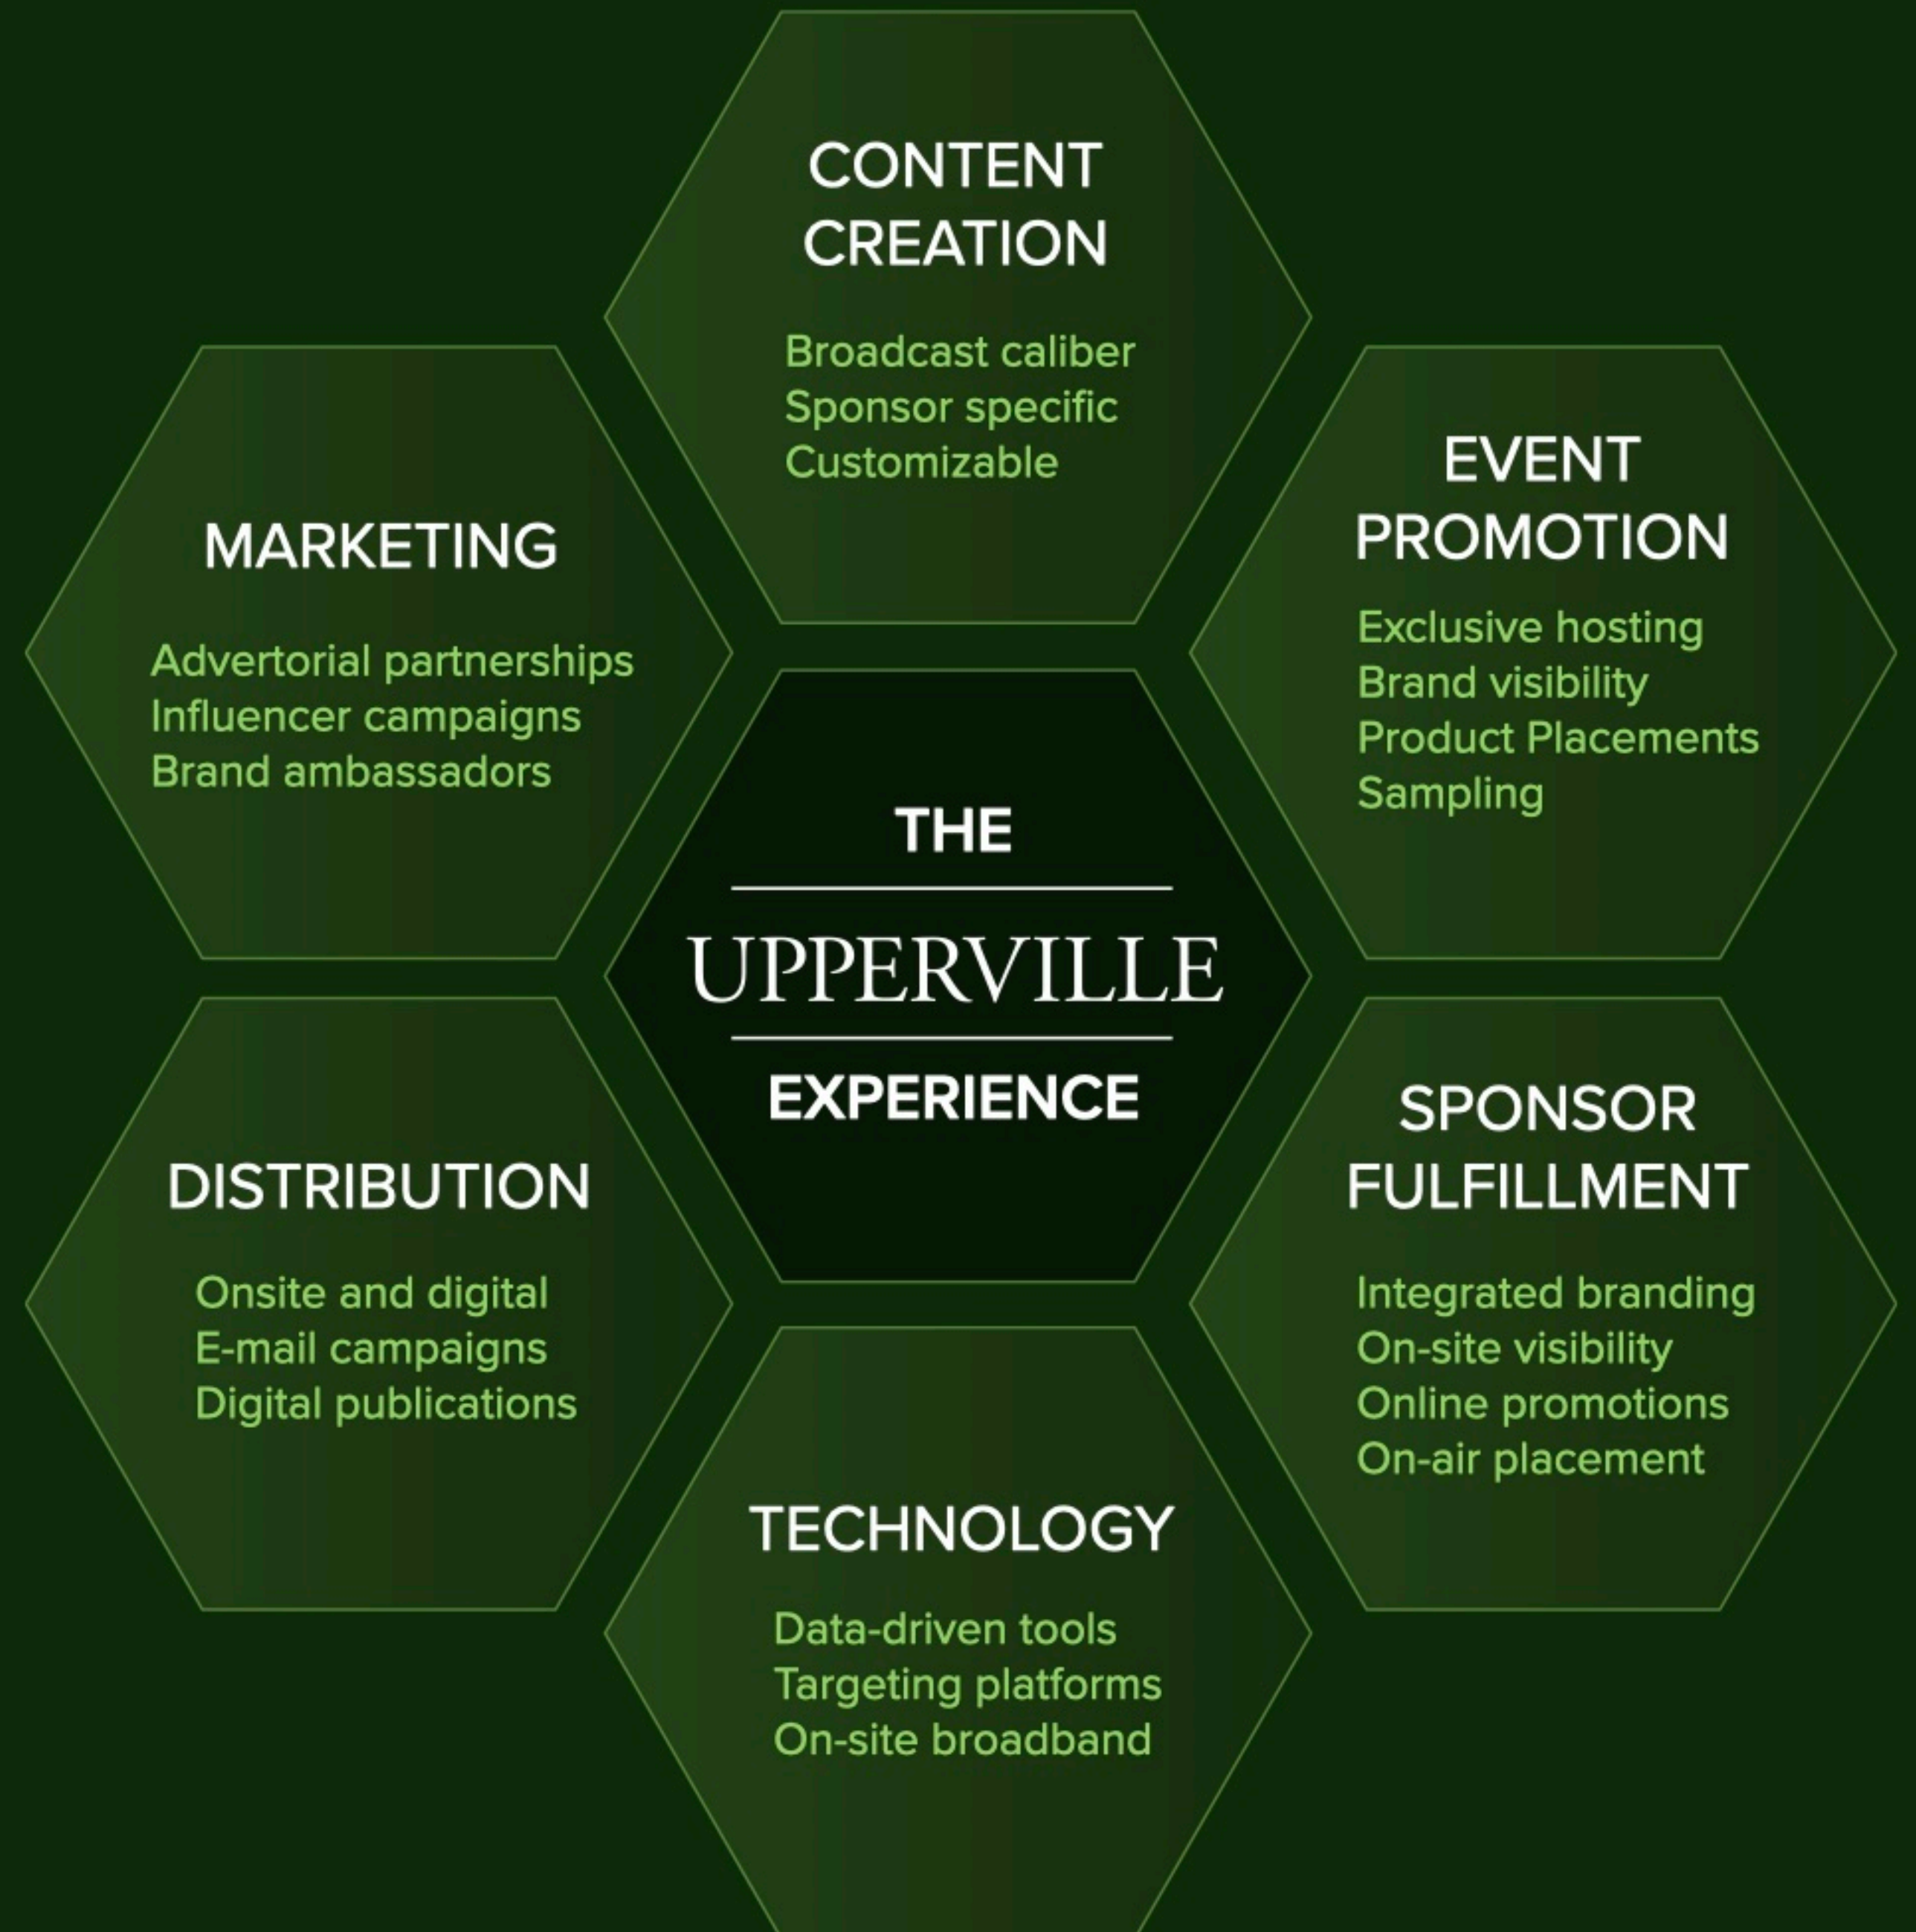 CONTENT
CREATION
Broadcast caliber
Sponsor specific
Customizable
EVENT
PROMOTION
Exclusive hosting
Brand visibility
Product Placements
Sampling
MARKETING
Advertorial partnerships
Influencer campaigns
Brand ambassadors
THE
UPPERVILLE
EXPERIENCE
SPONSOR
FULFILLMENT
Integrated branding
On-site visibility
Online promotions
On-air placement
DISTRIBUTION
Onsite and digital
E-mail campaigns
Digital publications
TECHNOLOGY
Data-driven tools
Targeting platforms
On-site broadband